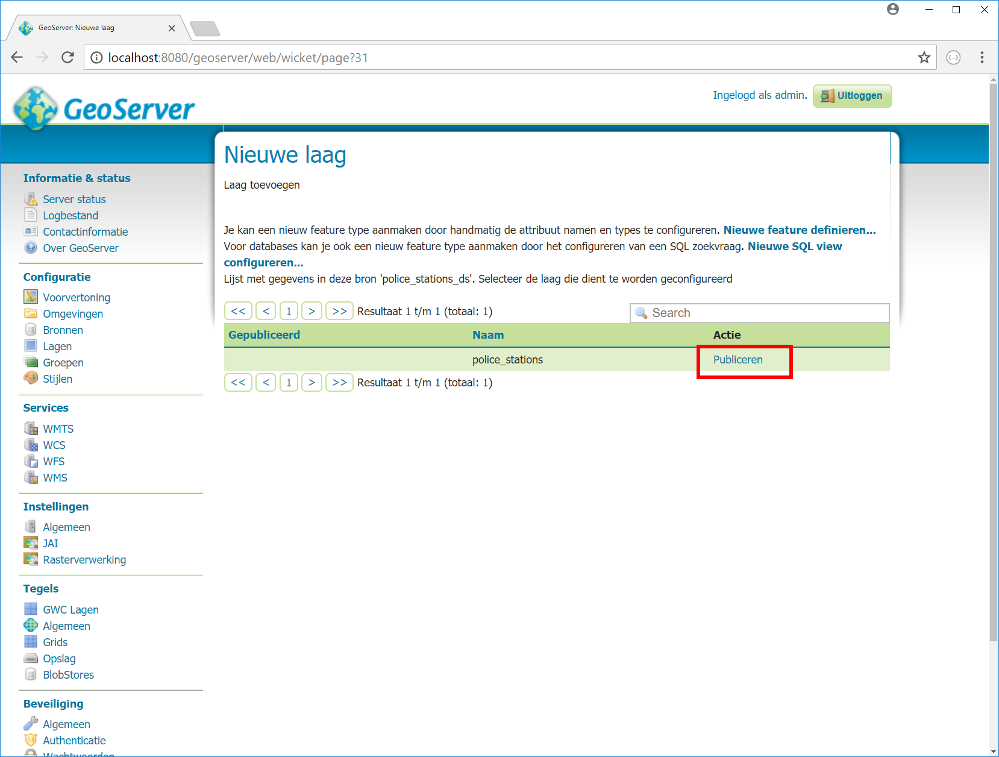 GeoServer: Nieuwe laag
localhost:8080/geoserver/web/wicket/page?31
GeoServer
Ingelogd als admin.
Uitloggen
Informatie & status
Server status
Logbestand
Contactinformatie
Over GeoServer
Configuratie
Voorvertoning
Omgevingen
Bronnen
Lagen
Groepen
Stijlen
Services
WMTS
WCS
WFS
WMS
Instellingen
Algemeen
JAI
Rasterverwerking
Tegels
GWC Lagen
Algemeen
Grids
Opslag
BlobStores
Beveiliging
Algemeen
Authenticatie
Wachtwoorden
Nieuwe laag
Laag toevoegen
Je kan een nieuw feature type aanmaken door handmatig de attribuut namen en types te configureren. Nieuwe feature definieren...
Voor databases kan je ook een nieuw feature type aanmaken door het configureren van een SQL zoekvraag. Nieuwe SQL view
configureren...
Lijst met gegevens in deze bron 'police_stations_ds'. Selecteer de laag die dient te worden geconfigureerd
<< < 1 > >> Resultaat 1 t/m 1 (totaal: 1)
Search
Gepubliceerd Naam Actie
police_stations Publiceren
<< < 1 > >> Resultaat 1 t/m 1 (totaal: 1)